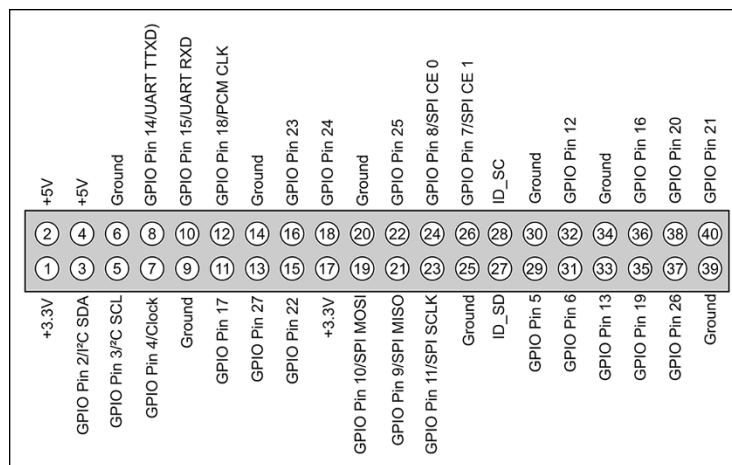 +5V
+5V
Ground
GPIO Pin 14/UART TTXD)
GPIO Pin 15/UART RXD
GPIO Pin 18/PCM CLK
Ground
GPIO Pin 23
GPIO Pin 24
Ground
GPIO Pin 25
GPIO Pin 8/SPI CE 0
GPIO Pin 7/SPI CE 1
ID_SC
Ground
GPIO Pin 12
Ground
GPIO Pin 16
GPIO Pin 20
GPIO Pin 21
2 4 6 8 10 12 14 16 18 20 22 24 26 28 30 32 34 36 38 40
1 3 5 7 9 11 13 15 17 19 21 23 25 27 29 31 33 35 37 39
+3.3V
GPIO Pin 2/I²C SDA
GPIO Pin 3/²C SCL
GPIO Pin 4/Clock
Ground
GPIO Pin 17
GPIO Pin 27
GPIO Pin 22
+3.3V
GPIO Pin 10/SPI MOSI
GPIO Pin 9/SPI MISO
GPIO Pin 11/SPI SCLK
Ground
ID_SD
GPIO Pin 5
GPIO Pin 6
GPIO Pin 13
GPIO Pin 19
GPIO Pin 26
Ground